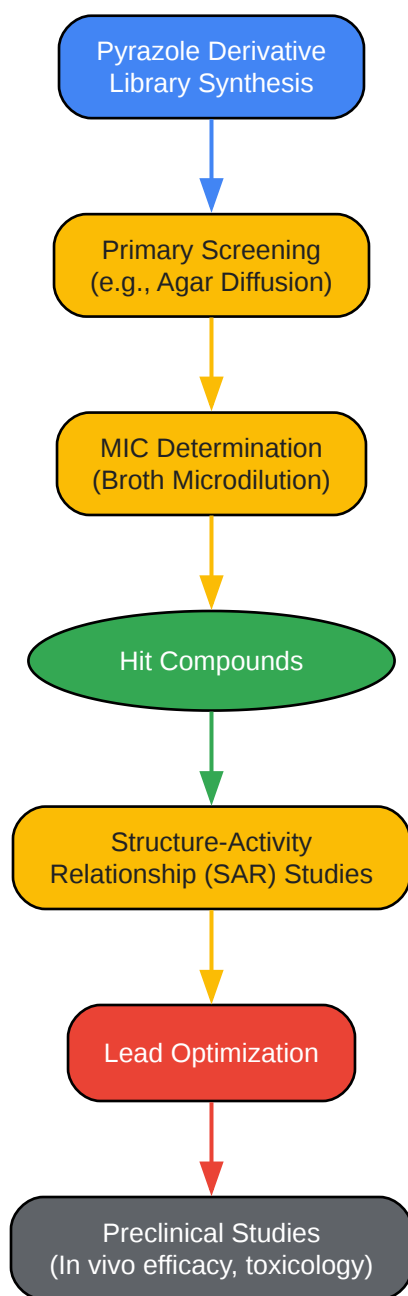 Pyrazole Derivative
Library Synthesis
Primary Screening
(e.g., Agar Diffusion)
MIC Determination
(Broth Microdilution)
Hit Compounds
Structure-Activity
Relationship (SAR) Studies
Lead Optimization
Preclinical Studies
(In vivo efficacy, toxicology)